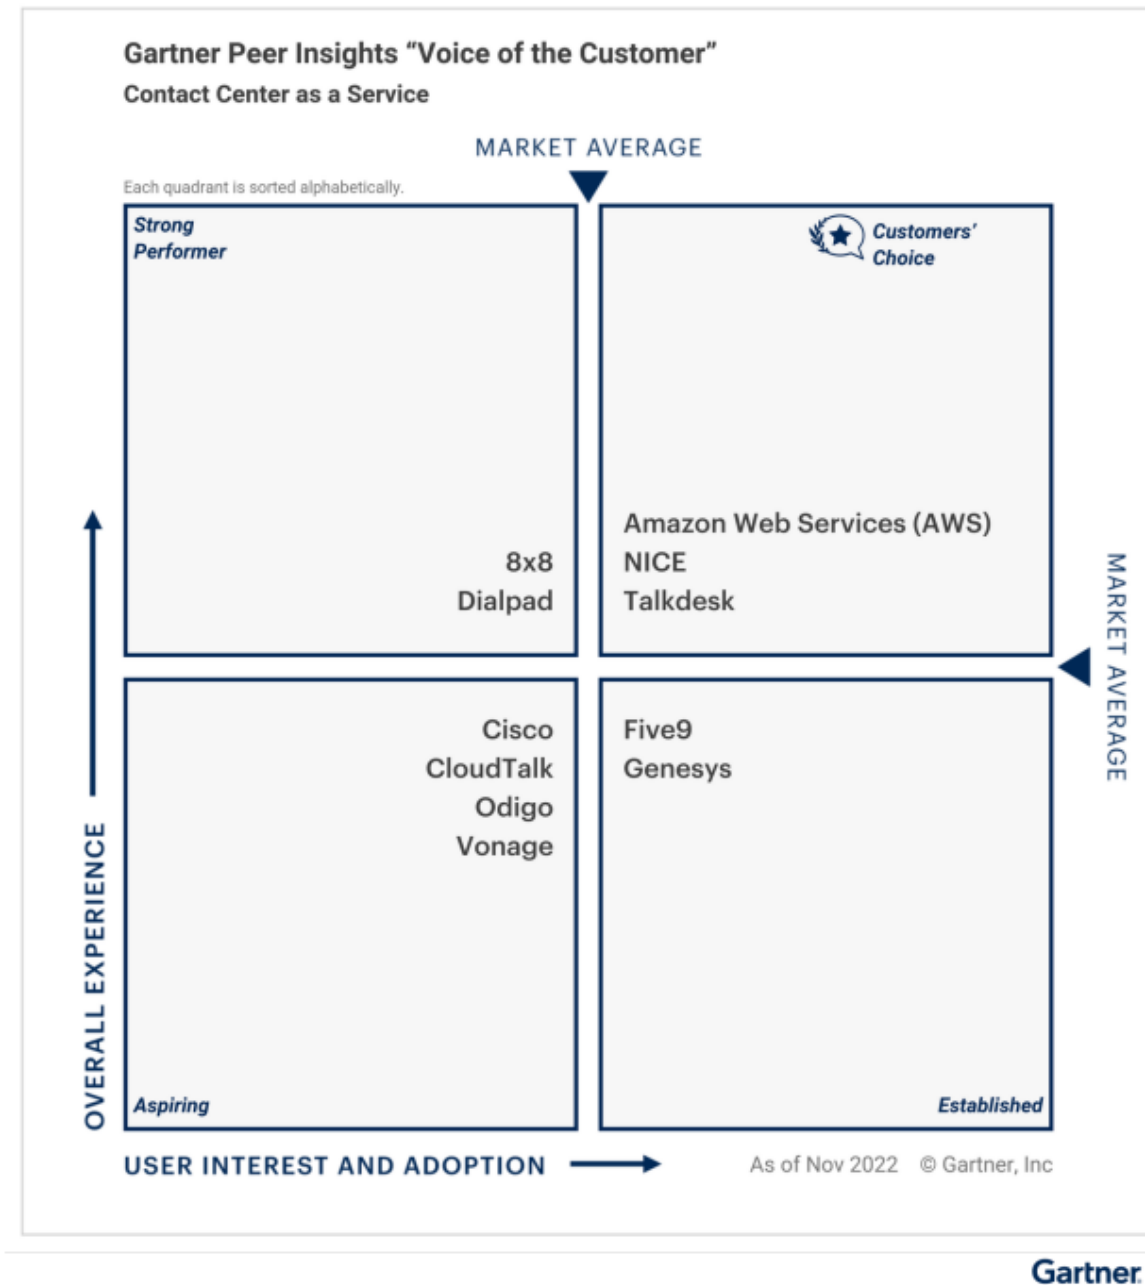 Gartner Peer Insights “Voice of the Customer”
Contact Center as a Service
MARKET AVERAGE
Each quadrant is sorted alphabetically.
Strong
Performer
Customers’
Choice
8x8
Dialpad
Amazon Web Services (AWS)
NICE
Talkdesk
MARKET AVERAGE
Cisco
CloudTalk
Odigo
Vonage
Five9
Genesys
OVERALL EXPERIENCE
Aspiring
Established
USER INTEREST AND ADOPTION
As of Nov 2022 © Gartner, Inc
Gartner